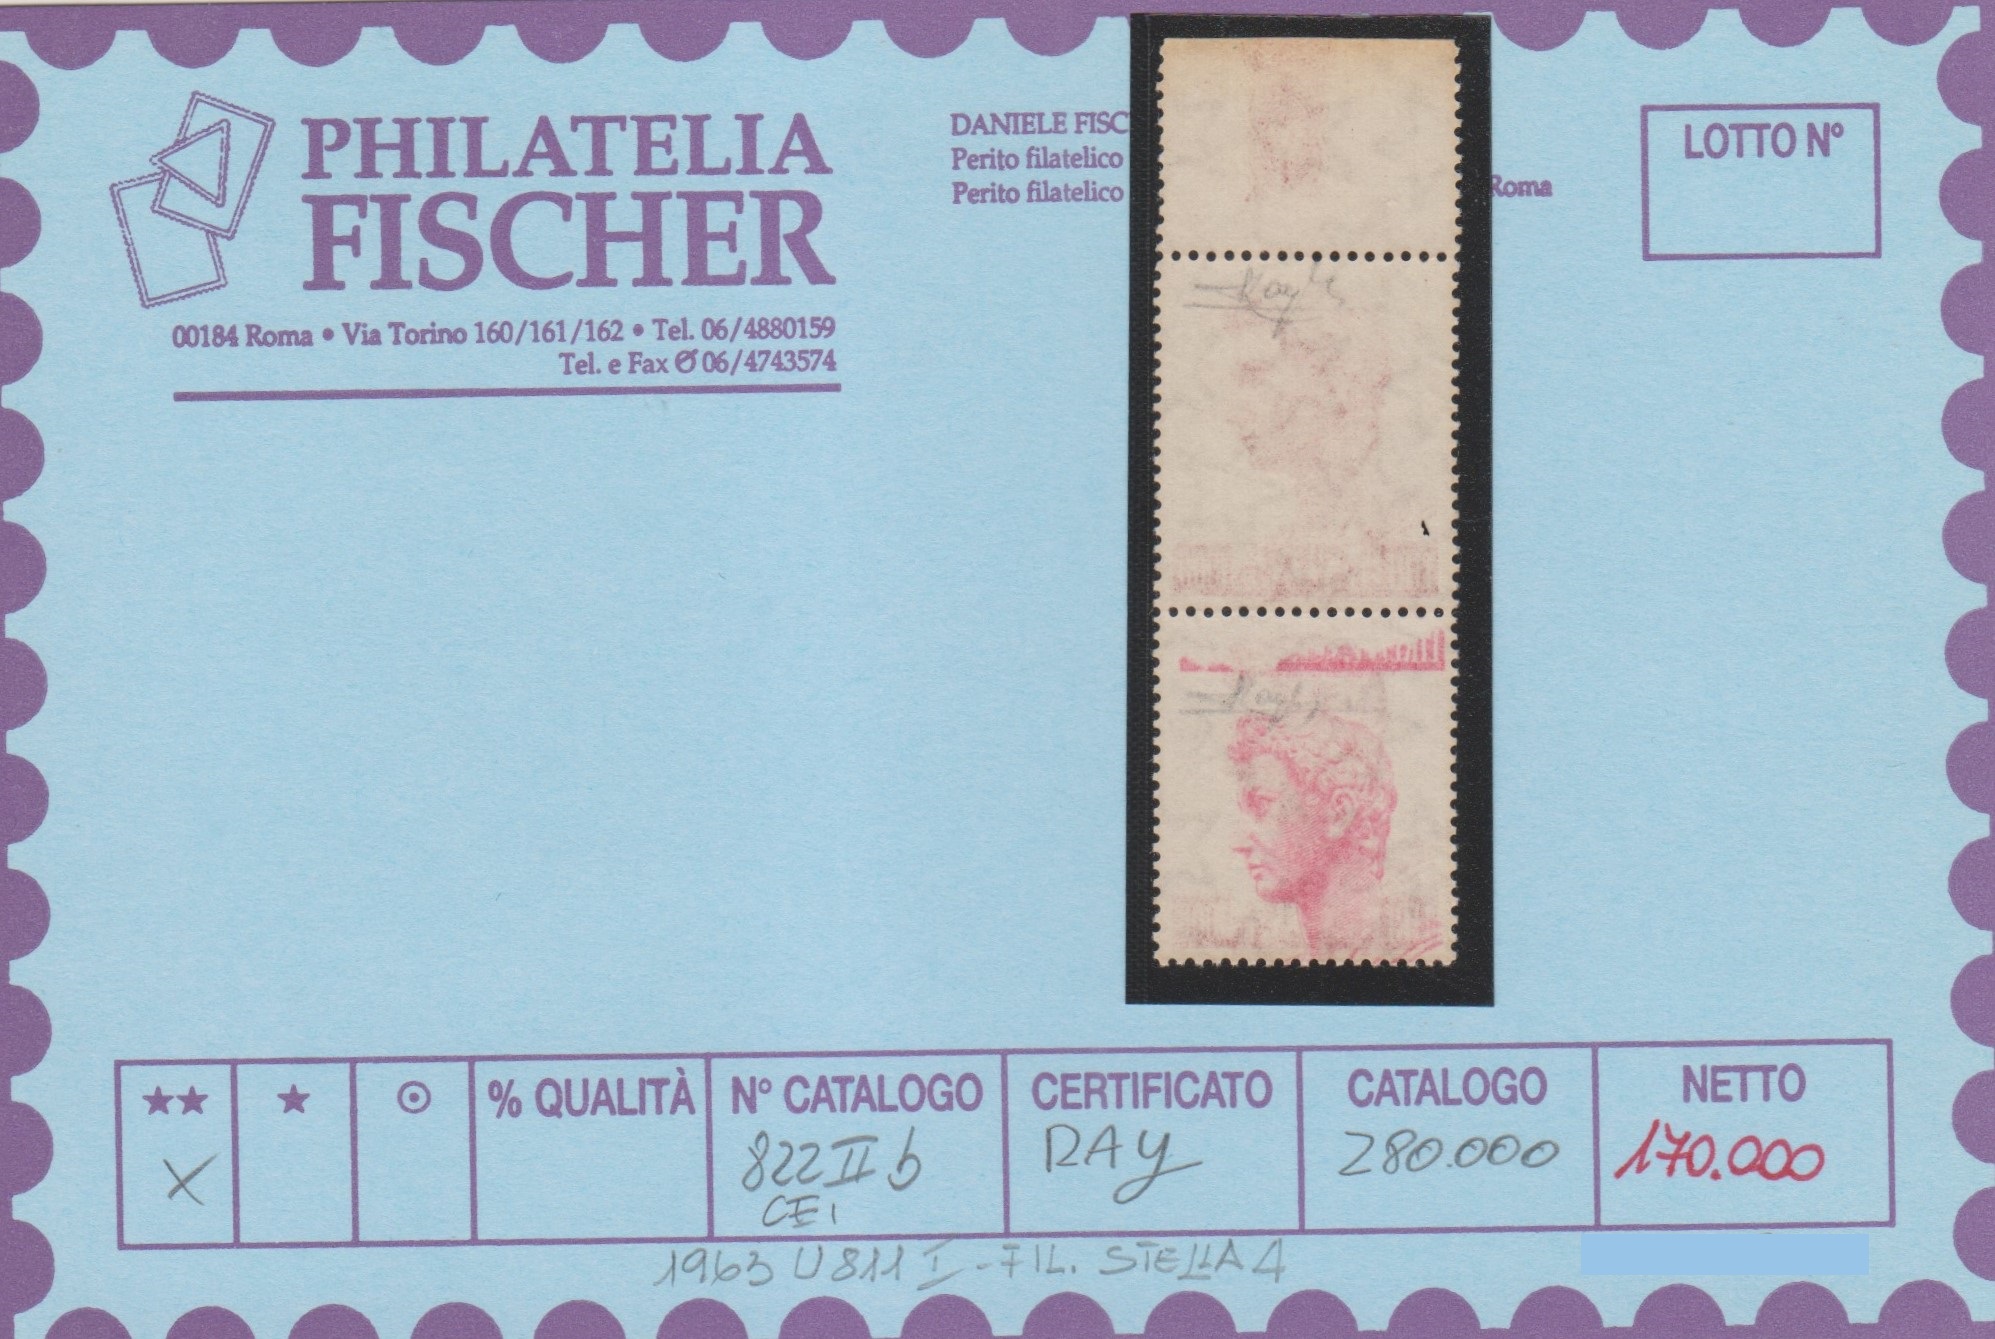 PHILATELIA
FISCHER
00184 Roma • Via Torino 160/161/162 • Tel. 06/4880159
Tel. e Fax 06/4743574
DANIELE FISC
Perito filatelico
Perito filatelico Roma
LOTTO N°
★★ ★ ⊙ % QUALITÀ N° CATALOGO CERTIFICATO CATALOGO NETTO
X 822 II b RAY 280.000 170.000
CEI
1963 U 811 I - FIL. STELLA 4